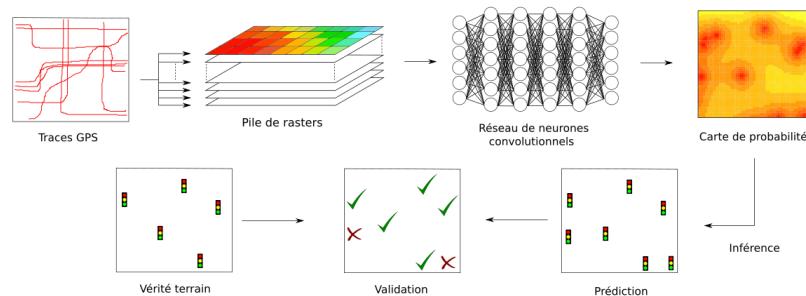 Traces GPS
Pile de rasters
Réseau de neurones
convolutionnels
Carte de probabilité
Inférence
Vérité terrain
Validation
Prédiction